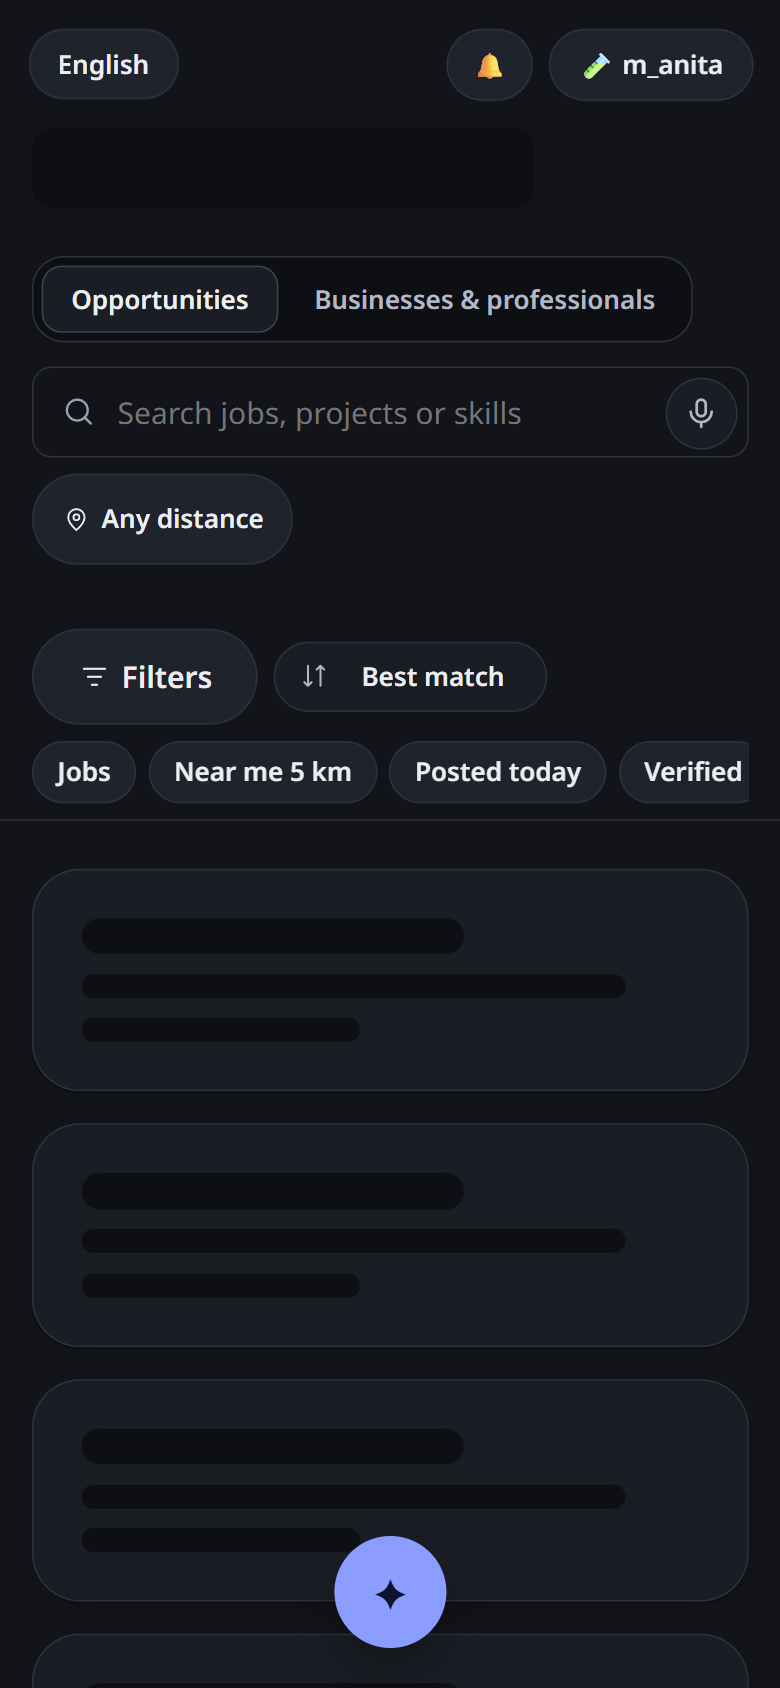 English
m_anita
Opportunities
Businesses & professionals
Search jobs, projects or skills
Any distance
Filters
Best match
Jobs
Near me 5 km
Posted today
Verified